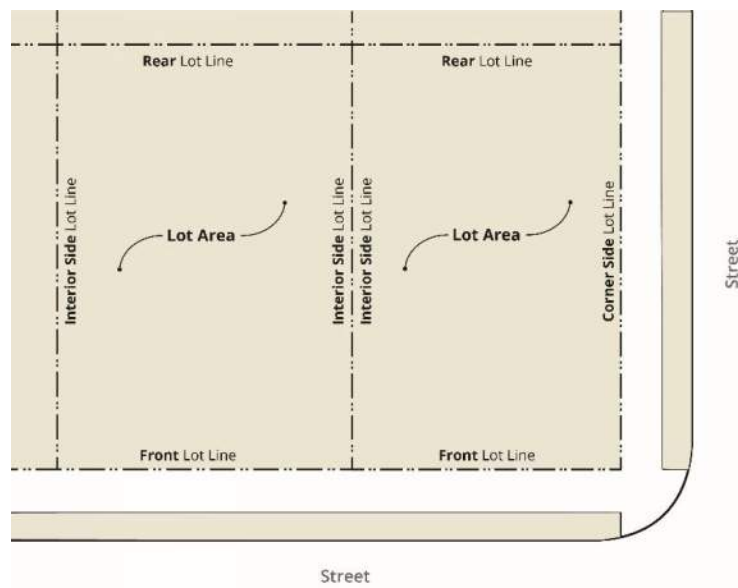 Rear Lot Line
Rear Lot Line
Interior Side Lot Line
Lot Area
Interior Side Lot Line
Interior Side Lot Line
Lot Area
Corner Side Lot Line
Street
Front Lot Line
Front Lot Line
Street